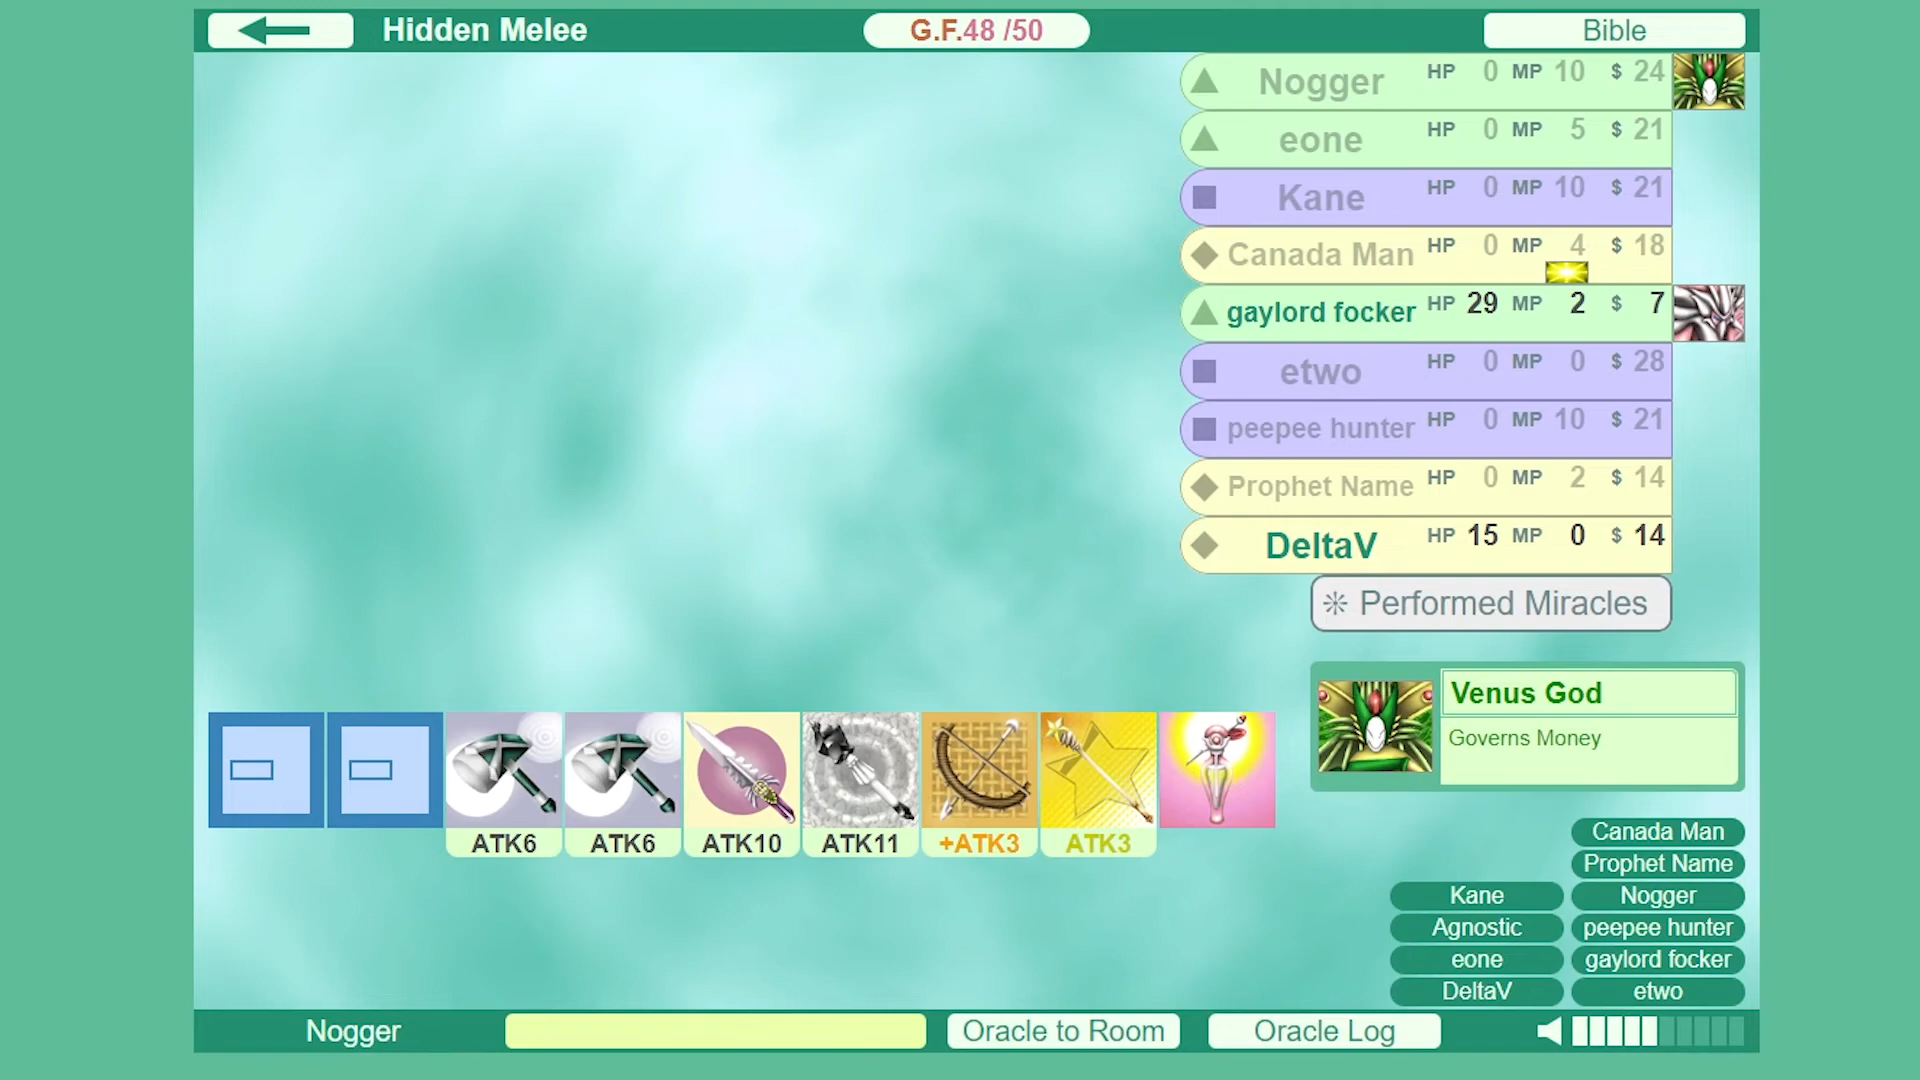 Hidden Melee
G.F.48 /50
Bible
Nogger HP 0 MP 10 $ 24
eone HP 0 MP 5 $ 21
Kane HP 0 MP 10 $ 21
Canada Man HP 0 MP 4 $ 18
gaylord focker HP 29 MP 2 $ 7
etwo HP 0 MP 0 $ 28
peepee hunter HP 0 MP 10 $ 21
Prophet Name HP 0 MP 2 $ 14
DeltaV HP 15 MP 0 $ 14
Performed Miracles
Venus God
Governs Money
ATK6
ATK6
ATK10
ATK11
+ATK3
ATK3
Canada Man
Prophet Name
Kane
Nogger
Agnostic
peepee hunter
eone
gaylord focker
DeltaV
etwo
Nogger
Oracle to Room
Oracle Log